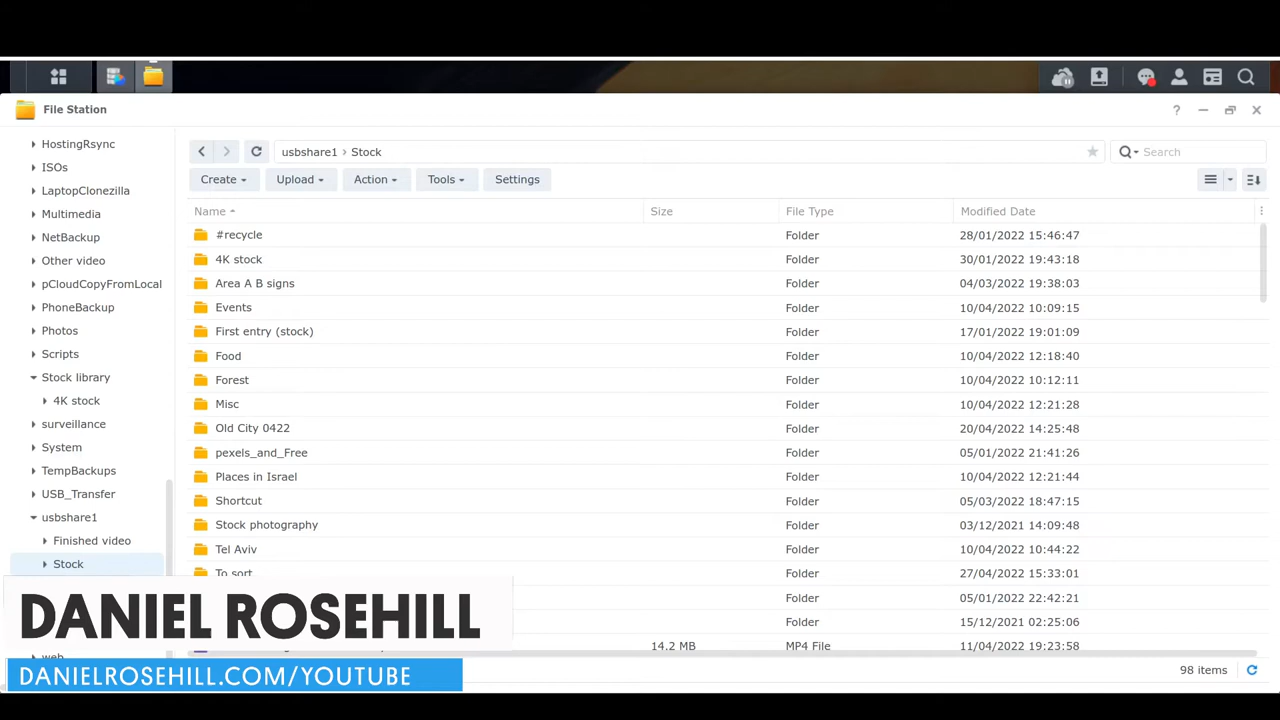 File Station
HostingRsync
ISOs
LaptopClonezilla
Multimedia
NetBackup
Other video
pCloudCopyFromLocal
PhoneBackup
Photos
Scripts
Stock library
4K stock
surveillance
System
TempBackups
USB_Transfer
usbshare1
Finished video
Stock
usbshare1 › Stock
Search
Create
Upload
Action
Tools
Settings
Name Size File Type Modified Date
#recycle Folder 28/01/2022 15:46:47
4K stock Folder 30/01/2022 19:43:18
Area A B signs Folder 04/03/2022 19:38:03
Events Folder 10/04/2022 10:09:15
First entry (stock) Folder 17/01/2022 19:01:09
Food Folder 10/04/2022 12:18:40
Forest Folder 10/04/2022 10:12:11
Misc Folder 10/04/2022 12:21:28
Old City 0422 Folder 20/04/2022 14:25:48
pexels_and_Free Folder 05/01/2022 21:41:26
Places in Israel Folder 10/04/2022 12:21:44
Shortcut Folder 05/03/2022 18:47:15
Stock photography Folder 03/12/2021 14:09:48
Tel Aviv Folder 10/04/2022 10:44:22
To sort Folder 27/04/2022 15:33:01
Folder 05/01/2022 22:42:21
Folder 15/12/2021 02:25:06
14.2 MB MP4 File 11/04/2022 19:23:58
98 items
DANIEL ROSEHILL
web
DANIELROSEHILL.COM/YOUTUBE